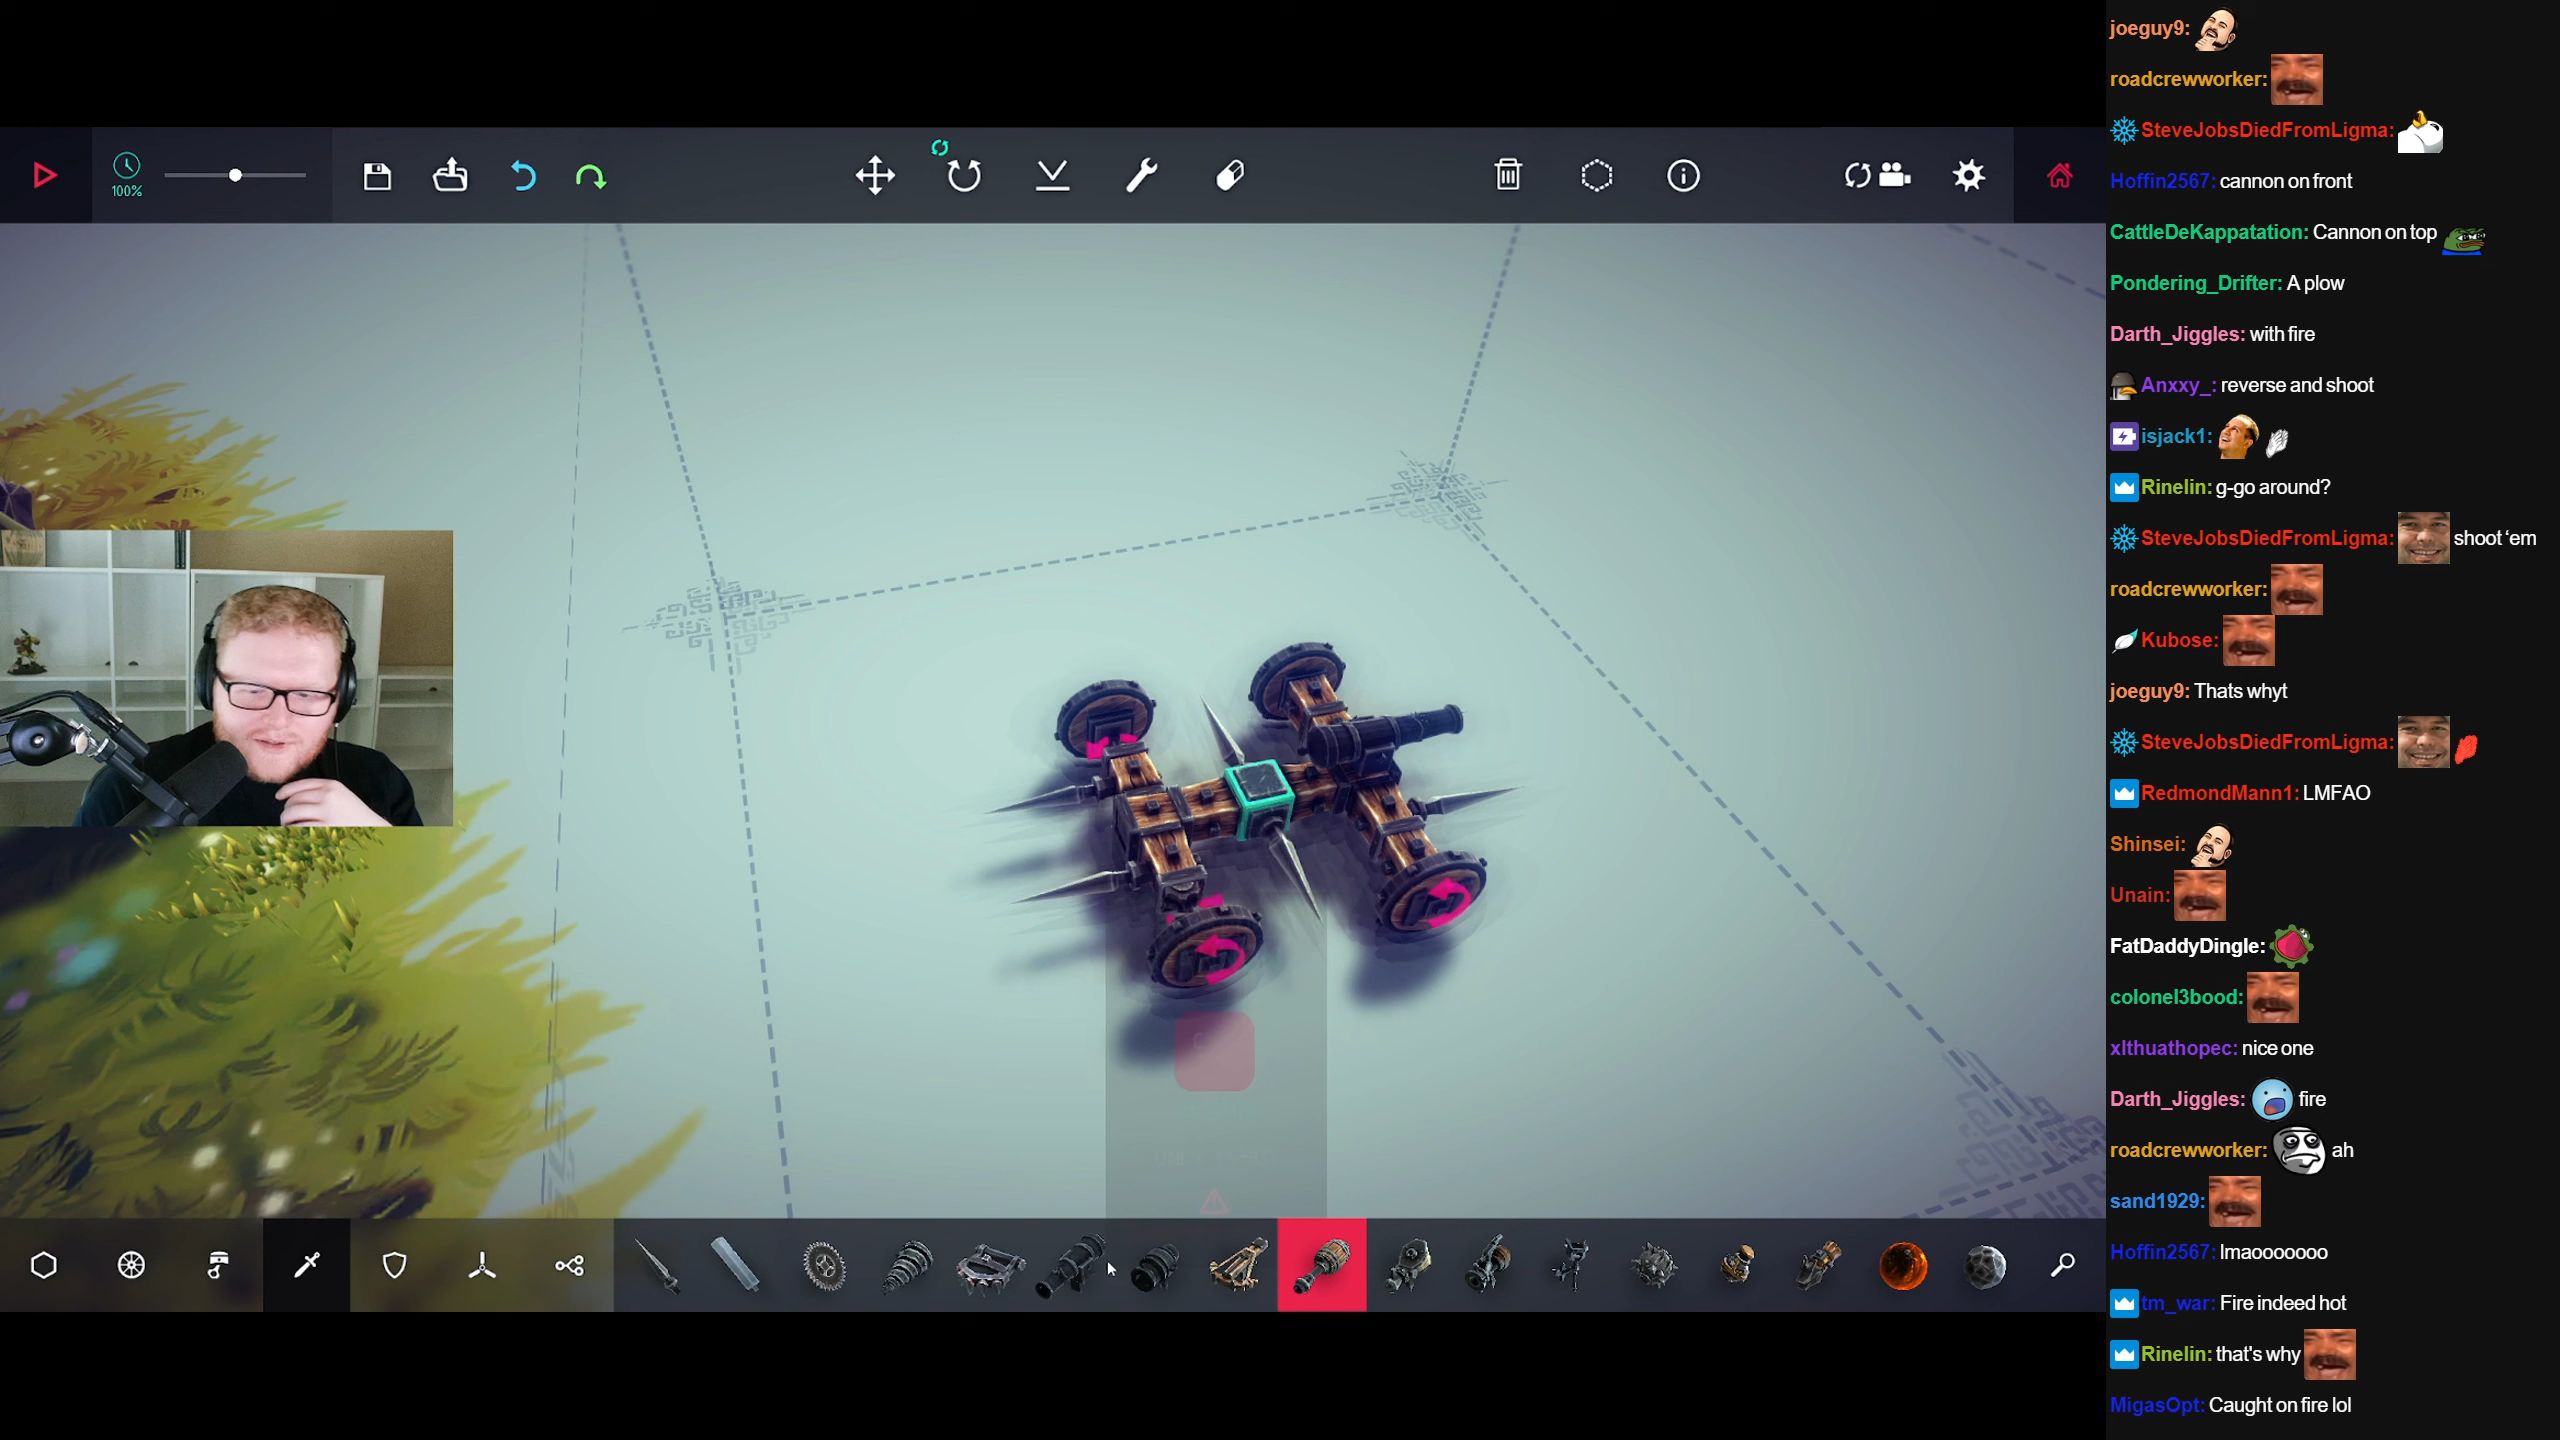 100%
joeguy9:
roadcrewworker:
SteveJobsDiedFromLigma:
Hoffin2567: cannon on front
CattleDeKappatation: Cannon on top
Pondering_Drifter: A plow
Darth_Jiggles: with fire
Anxxy_: reverse and shoot
isjack1:
Rinelin: g-go around?
SteveJobsDiedFromLigma: shoot ‘em
roadcrewworker:
Kubose:
joeguy9: Thats whyt
SteveJobsDiedFromLigma:
RedmondMann1: LMFAO
Shinsei:
Unain:
FatDaddyDingle:
colonel3bood:
xlthuathopec: nice one
Darth_Jiggles: fire
roadcrewworker: ah
sand1929:
Hoffin2567: lmaooooooo
tm_war: Fire indeed hot
Rinelin: that's why
MigasOpt: Caught on fire lol